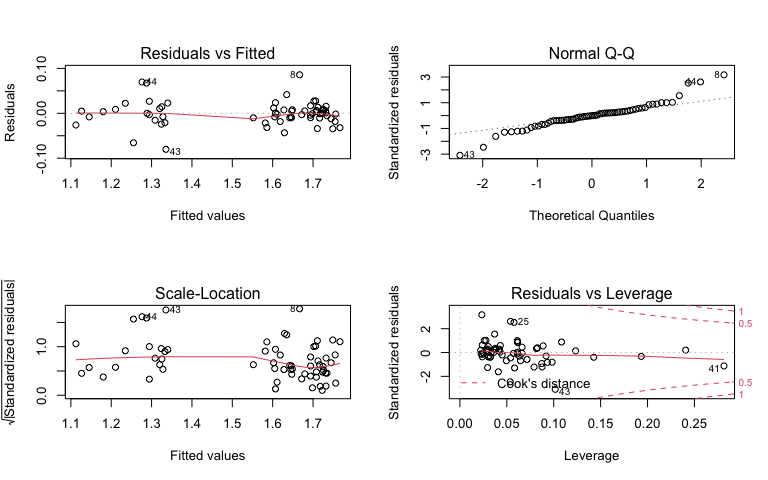 Residuals vs Fitted
Residuals
0.10
0.00
-0.10
44
8
43
1.1 1.2 1.3 1.4 1.5 1.6 1.7
Fitted values
Normal Q-Q
Standardized residuals
3
1
-1
-3
44
8
43
-2 -1 0 1 2
Theoretical Quantiles
Scale-Location
√|Standardized residuals|
1.0
0.0
44
43
8
1.1 1.2 1.3 1.4 1.5 1.6 1.7
Fitted values
Residuals vs Leverage
Standardized residuals
2
0
-2
25
41
43
Cook's distance
1
0.5
0.5
1
0.00 0.05 0.10 0.15 0.20 0.25
Leverage